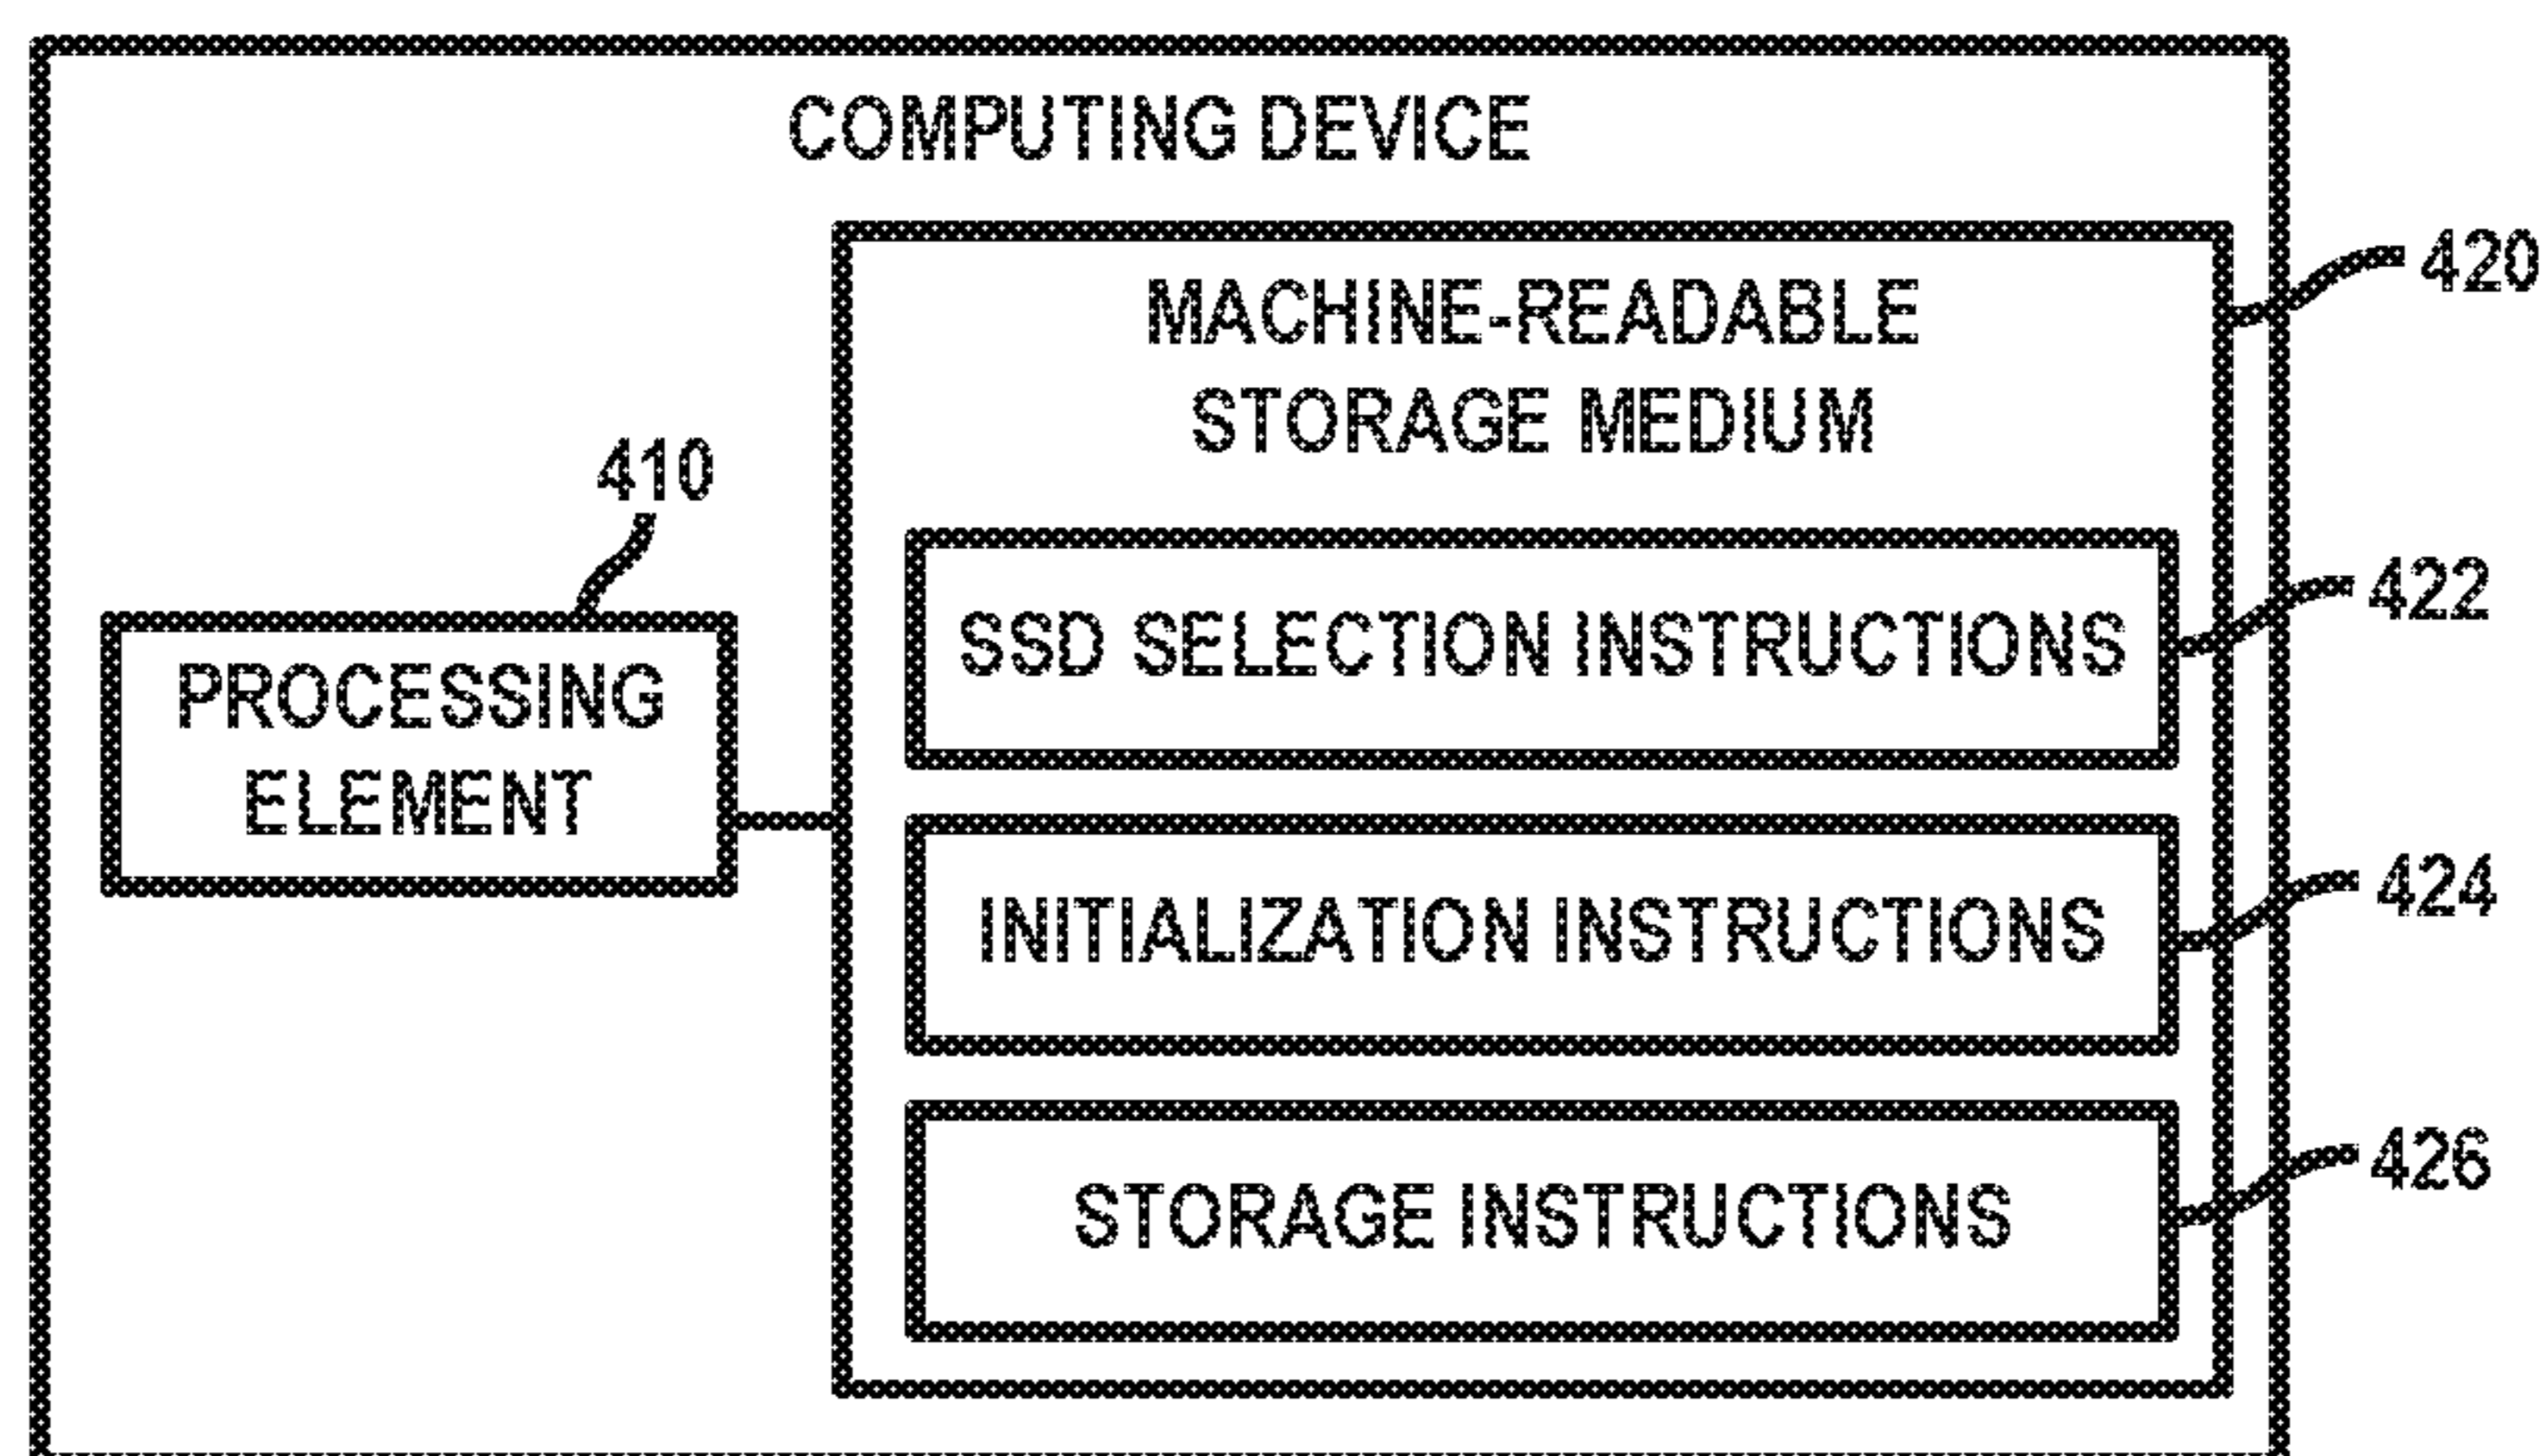 COMPUTING DEVICE
420
MACHINE-READABLE
STORAGE MEDIUM
410
422
SSD SELECTION INSTRUCTIONS
PROCESSING
ELEMENT
424
INITIALIZATION INSTRUCTIONS
426
STORAGE INSTRUCTIONS